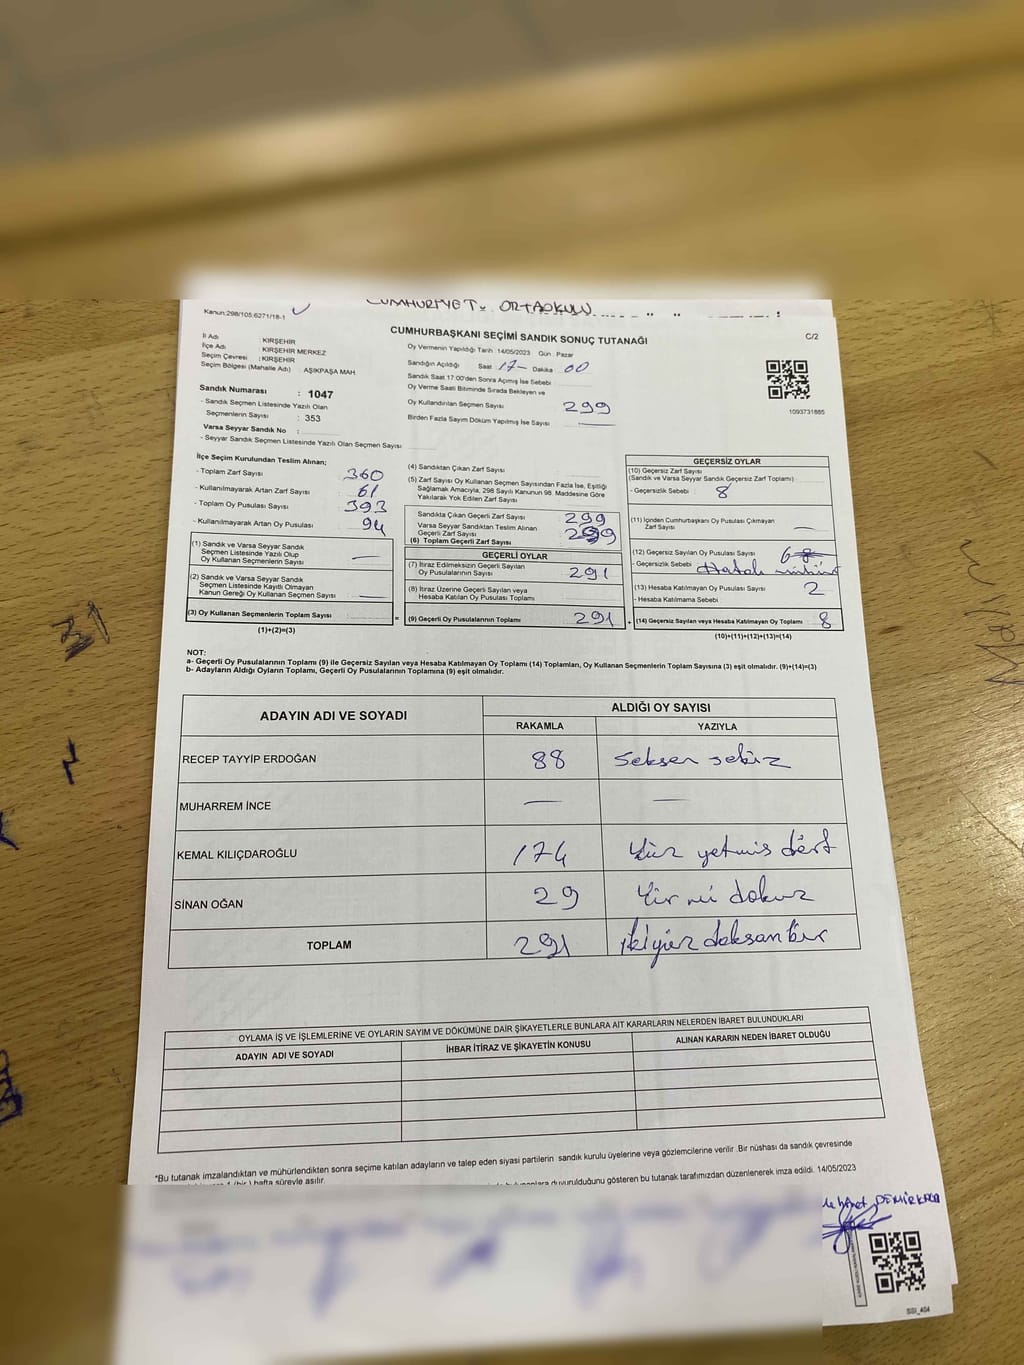 CUMHURİYET ORTAOKULU
Kanun:298/105;6271/18-1
CUMHURBAŞKANI SEÇİMİ SANDIK SONUÇ TUTANAĞI
C/2
İl Adı : KIRŞEHİR
İlçe Adı : KIRŞEHİR MERKEZ
Seçim Çevresi : KIRŞEHİR
Seçim Bölgesi (Mahalle Adı) : AŞIKPAŞA MAH
Sandık Numarası : 1047
- Sandık Seçmen Listesinde Yazılı Olan
Seçmenlerin Sayısı : 353
Varsa Seyyar Sandık No :
- Seyyar Sandık Seçmen Listesinde Yazılı Olan Seçmen Sayısı
Oy Vermenin Yapıldığı Tarih :14/05/2023 Gün : Pazar
Sandığın Açıldığı Saat 17- Dakika 00
Sandık Saat 17:00'den Sonra Açmış İse Sebebi
Oy Verme Saati Bitiminde Sırada Bekleyen ve
Oy Kullandırılan Seçmen Sayısı 299
Birden Fazla Sayım Döküm Yapılmış İse Sayısı —
1093731885
İlçe Seçim Kurulundan Teslim Alınan;
- Toplam Zarf Sayısı 360
- Kullanılmayarak Artan Zarf Sayısı 61
- Toplam Oy Pusulası Sayısı 393
- Kullanılmayarak Artan Oy Pusulası 94
(1) Sandık ve Varsa Seyyar Sandık
Seçmen Listesinde Yazılı Olup
Oy Kullanan Seçmenlerin Sayısı —
(2) Sandık ve Varsa Seyyar Sandık
Seçmen Listesinde Kayıtlı Olmayan
Kanun Gereği Oy Kullanan Seçmen Sayısı —
(3) Oy Kullanan Seçmenlerin Toplam Sayısı =
(1)+(2)=(3)
(4) Sandıktan Çıkan Zarf Sayısı
(5) Zarf Sayısı Oy Kullanan Seçmen Sayısından Fazla İse, Eşitliği
Sağlamak Amacıyla, 298 Sayılı Kanunun 98. Maddesine Göre
Yakılarak Yok Edilen Zarf Sayısı
Sandıkta Çıkan Geçerli Zarf Sayısı 299
Varsa Seyyar Sandıktan Teslim Alınan
Geçerli Zarf Sayısı
(6) Toplam Geçerli Zarf Sayısı 299
GEÇERLİ OYLAR
(7) İtiraz Edilmeksizin Geçerli Sayılan
Oy Pusulalarının Sayısı 291
(8) İtiraz Üzerine Geçerli Sayılan veya
Hesaba Katılan Oy Pusulası Toplamı
(9) Geçerli Oy Pusulalarının Toplamı 291 +
GEÇERSİZ OYLAR
(10) Geçersiz Zarf Sayısı
(Sandık ve Varsa Seyyar Sandık Geçersiz Zarf Toplamı)
- Geçersizlik Sebebi 8
(11) İçinden Cumhurbaşkanı Oy Pusulası Çıkmayan
Zarf Sayısı —
(12) Geçersiz Sayılan Oy Pusulası Sayısı 6 8
- Geçersizlik Sebebi Hatalı mühür
(13) Hesaba Katılmayan Oy Pusulası Sayısı 2
- Hesaba Katılmama Sebebi
(14) Geçersiz Sayılan veya Hesaba Katılmayan Oy Toplamı 8
(10)+(11)+(12)+(13)=(14)
NOT:
a- Geçerli Oy Pusulalarının Toplamı (9) ile Geçersiz Sayılan veya Hesaba Katılmayan Oy Toplamı (14) Toplamları, Oy Kullanan Seçmenlerin Toplam Sayısına (3) eşit olmalıdır. (9)+(14)=(3)
b- Adayların Aldığı Oyların Toplamı, Geçerli Oy Pusulalarının Toplamına (9) eşit olmalıdır.
ADAYIN ADI VE SOYADI ALDIĞI OY SAYISI
RAKAMLA YAZIYLA
RECEP TAYYİP ERDOĞAN 88 Seksen sekiz
MUHARREM İNCE — —
KEMAL KILIÇDAROĞLU 174 Yüz yetmiş dört
SİNAN OĞAN 29 Yirmi dokuz
TOPLAM 291 ikiyüz doksan bir
OYLAMA İŞ VE İŞLEMLERİNE VE OYLARIN SAYIM VE DÖKÜMÜNE DAİR ŞİKAYETLERLE BUNLARA AİT KARARLARIN NELERDEN İBARET BULUNDUKLARI
ADAYIN ADI VE SOYADI İHBAR İTİRAZ VE ŞİKAYETİN KONUSU ALINAN KARARIN NEDEN İBARET OLDUĞU
*Bu tutanak imzalandıktan ve mühürlendikten sonra seçime katılan adayların ve talep eden siyasi partilerin sandık kurulu üyelerine veya gözlemcilerine verilir .Bir nüshası da sandık çevresinde
1 (bir) hafta süreyle asılır.
duyurulduğunu gösteren bu tutanak tarafımızdan düzenlenerek imza edildi. 14/05/2023
SSI_404
31